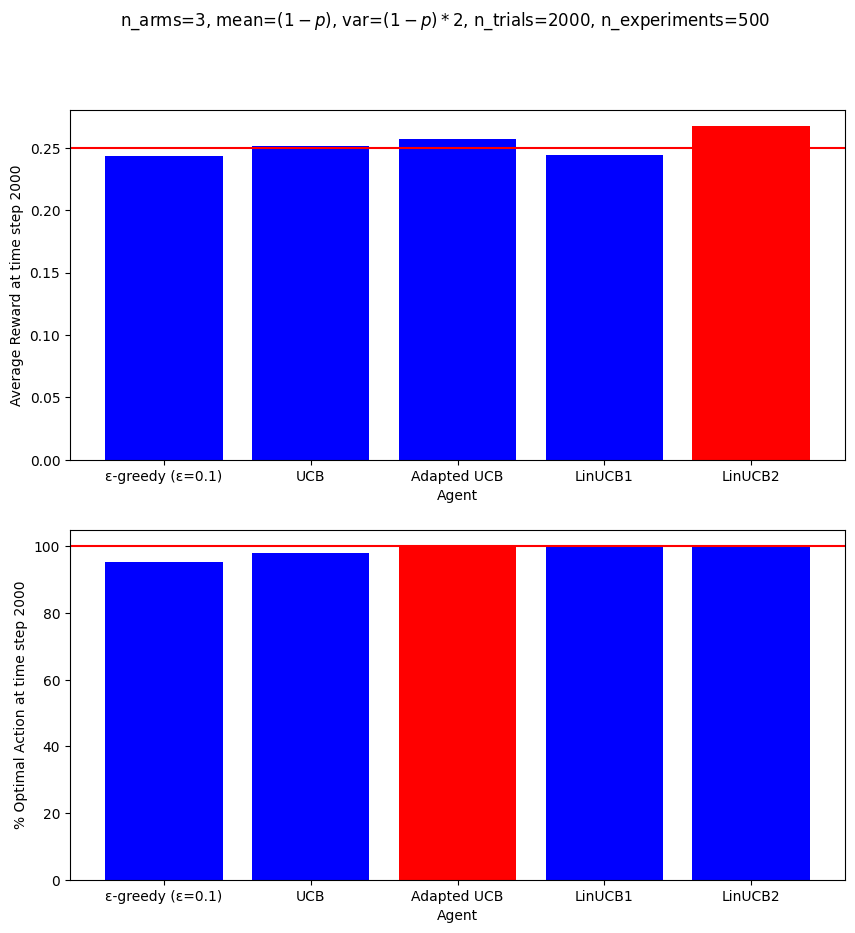 n_arms=3, mean=(1 − p), var=(1 − p) * 2, n_trials=2000, n_experiments=500
Average Reward at time step 2000
0.25
0.20
0.15
0.10
0.05
0.00
ε-greedy (ε=0.1) UCB Adapted UCB LinUCB1 LinUCB2
Agent
% Optimal Action at time step 2000
100
80
60
40
20
0
ε-greedy (ε=0.1) UCB Adapted UCB LinUCB1 LinUCB2
Agent